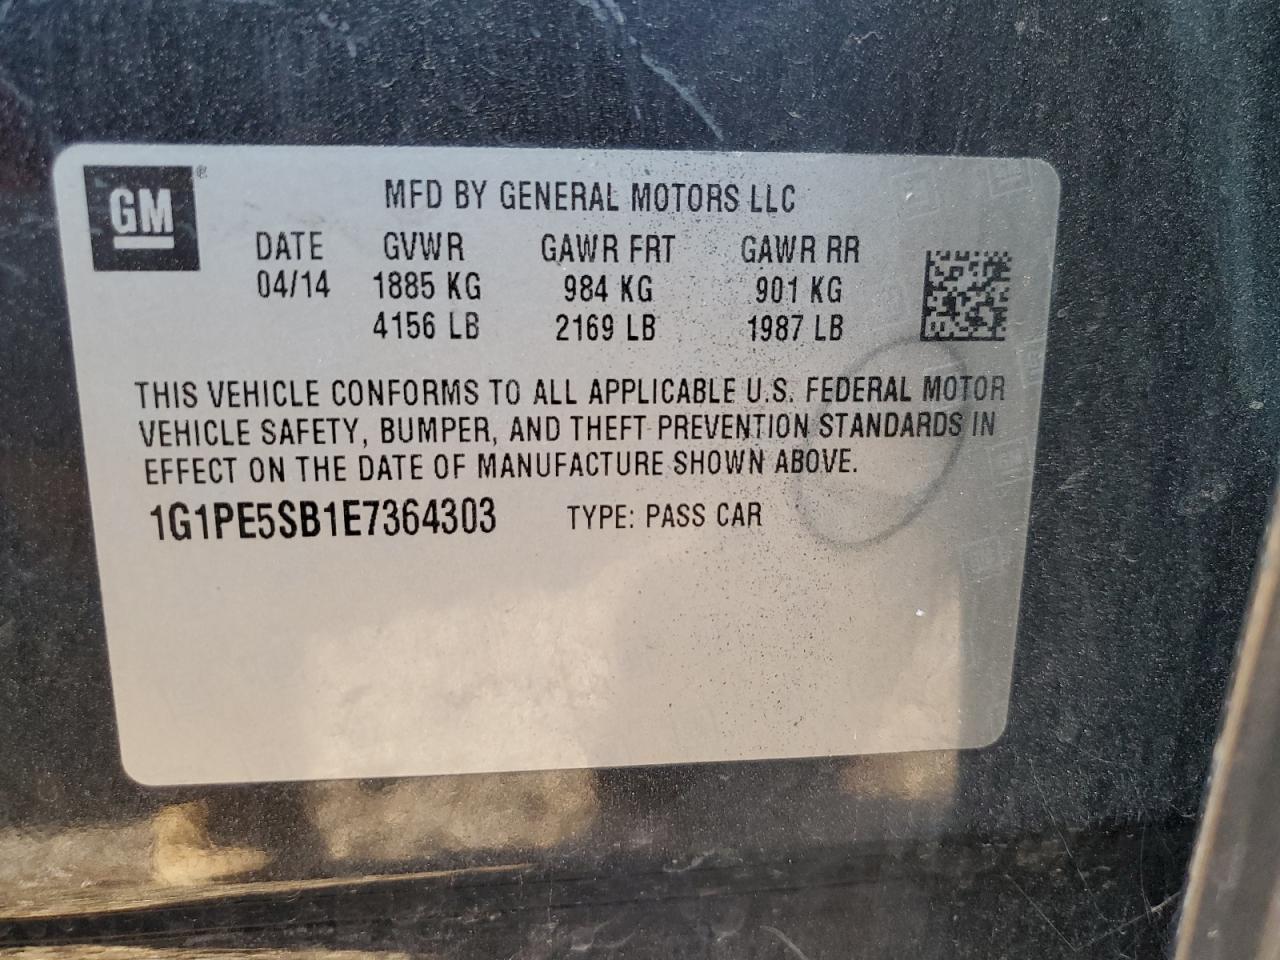 GM®
MFD BY GENERAL MOTORS LLC
DATE GVWR GAWR FRT GAWR RR
04/14 1885 KG 984 KG 901 KG
4156 LB 2169 LB 1987 LB
THIS VEHICLE CONFORMS TO ALL APPLICABLE U.S. FEDERAL MOTOR
VEHICLE SAFETY, BUMPER, AND THEFT PREVENTION STANDARDS IN
EFFECT ON THE DATE OF MANUFACTURE SHOWN ABOVE.
1G1PE5SB1E7364303 TYPE: PASS CAR